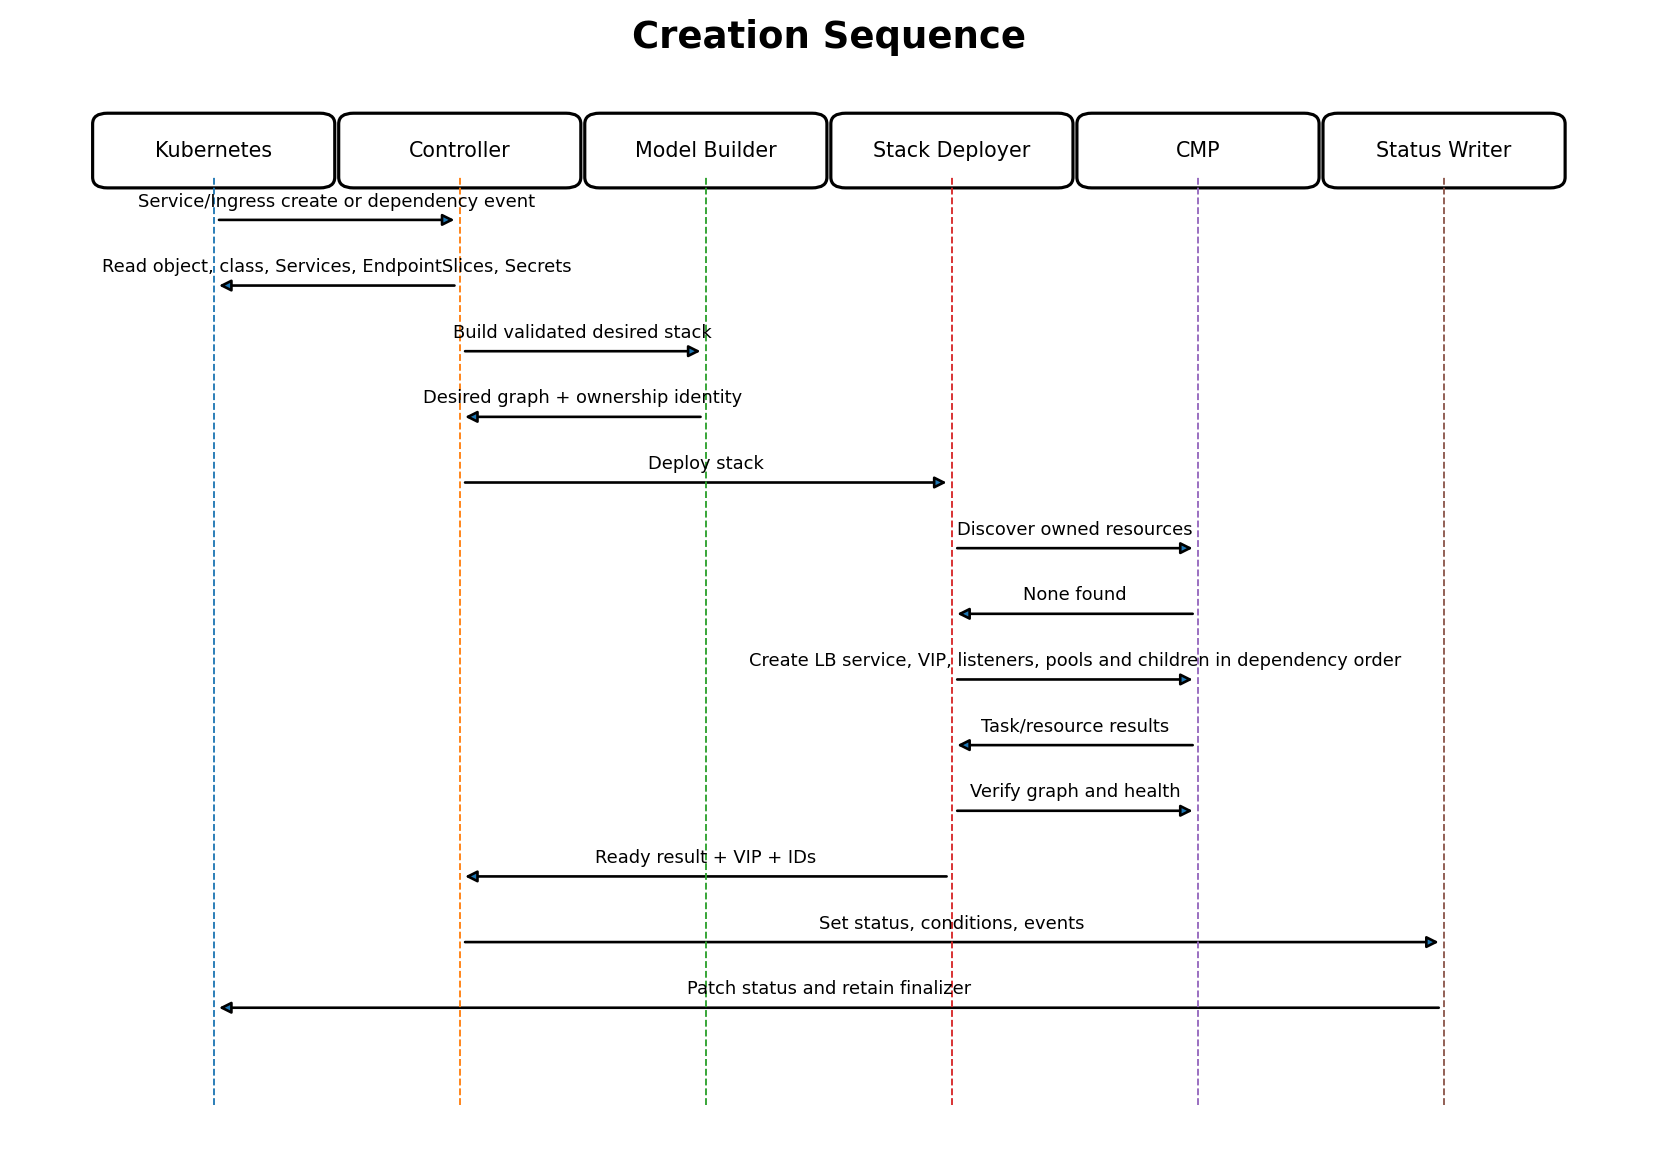 Creation Sequence
Kubernetes
Controller
Model Builder
Stack Deployer
CMP
Status Writer
Service/Ingress create or dependency event
Read object, class, Services, EndpointSlices, Secrets
Build validated desired stack
Desired graph + ownership identity
Deploy stack
Discover owned resources
None found
Create LB service, VIP, listeners, pools and children in dependency order
Task/resource results
Verify graph and health
Ready result + VIP + IDs
Set status, conditions, events
Patch status and retain finalizer